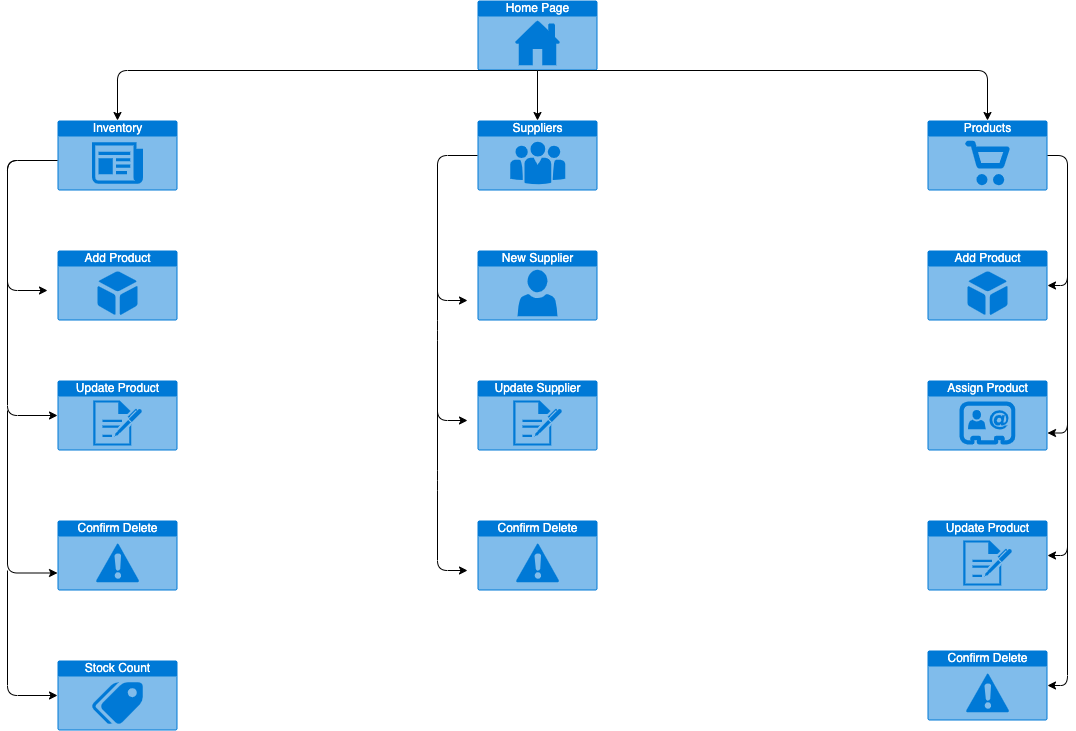 Home Page
Inventory
Suppliers
Products
Add Product
New Supplier
Add Product
Update Product
Update Supplier
Assign Product
@
Confirm Delete
Confirm Delete
Update Product
Stock Count
Confirm Delete